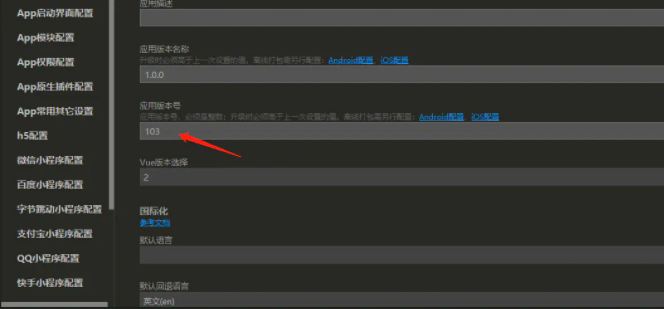 App启动界面配置
App模块配置
App权限配置
App原生插件配置
App常用其它设置
h5配置
微信小程序配置
百度小程序配置
字节跳动小程序配置
支付宝小程序配置
QQ小程序配置
快手小程序配置
应用描述
应用版本名称
升级时必须高于上一次设置的值。离线打包需另行配置：Android配置、iOS配置
1.0.0
应用版本号
应用版本号，必须是整数；升级时必须高于上一次设置的值。离线打包需另行配置：Android配置、iOS配置
103
Vue版本选择
2
国际化
参考文档
默认语言
默认回退语言
英文(en)